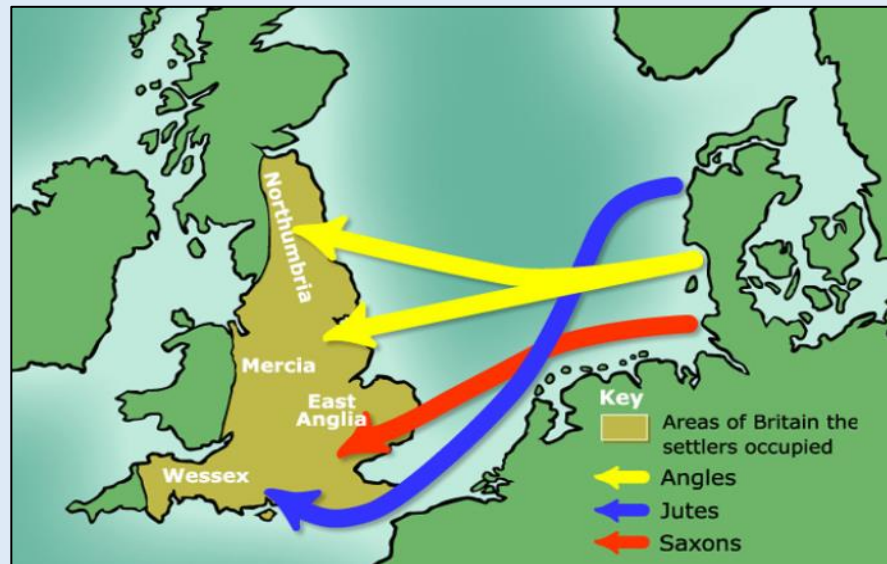 Northumbria
Mercia
East
Anglia
Wessex
Key
Areas of Britain the
settlers occupied
Angles
Jutes
Saxons